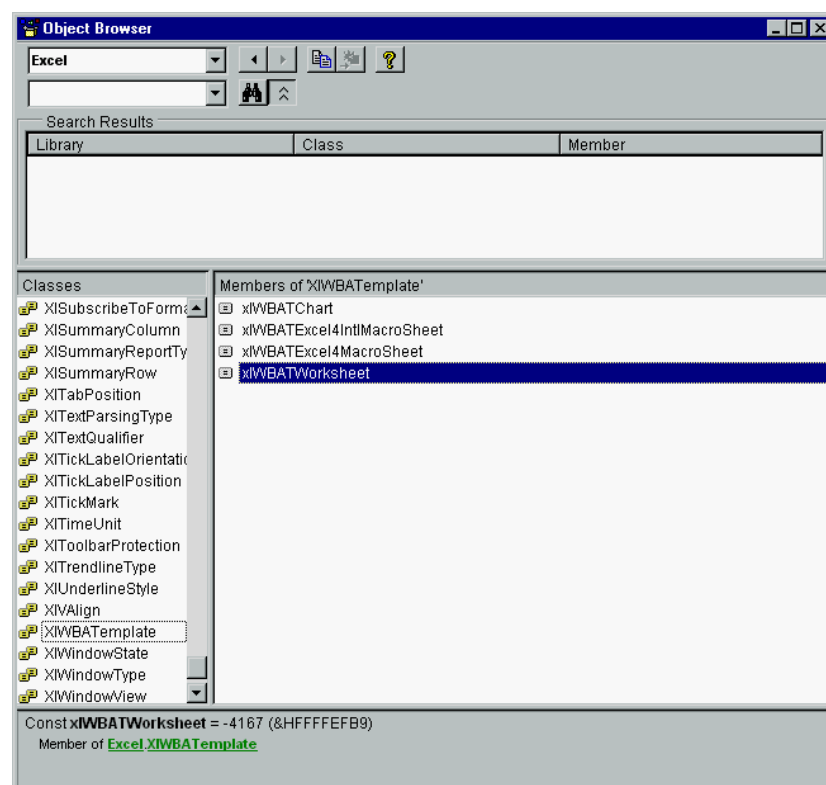 Object Browser
Excel
Search Results
Library Class Member
Classes
Members of 'XlWBATemplate'
XlSubscribeToForma
XlSummaryColumn
XlSummaryReportTy
XlSummaryRow
XlTabPosition
XlTextParsingType
XlTextQualifier
XlTickLabelOrientatic
XlTickLabelPosition
XlTickMark
XlTimeUnit
XlToolbarProtection
XlTrendlineType
XlUnderlineStyle
XlVAlign
XlWBATemplate
XlWindowState
XlWindowType
XlWindowView
xlWBATChart
xlWBATExcel4IntlMacroSheet
xlWBATExcel4MacroSheet
xlWBATWorksheet
Const xlWBATWorksheet = -4167 (&HFFFFEFB9)
Member of Excel.XlWBATemplate